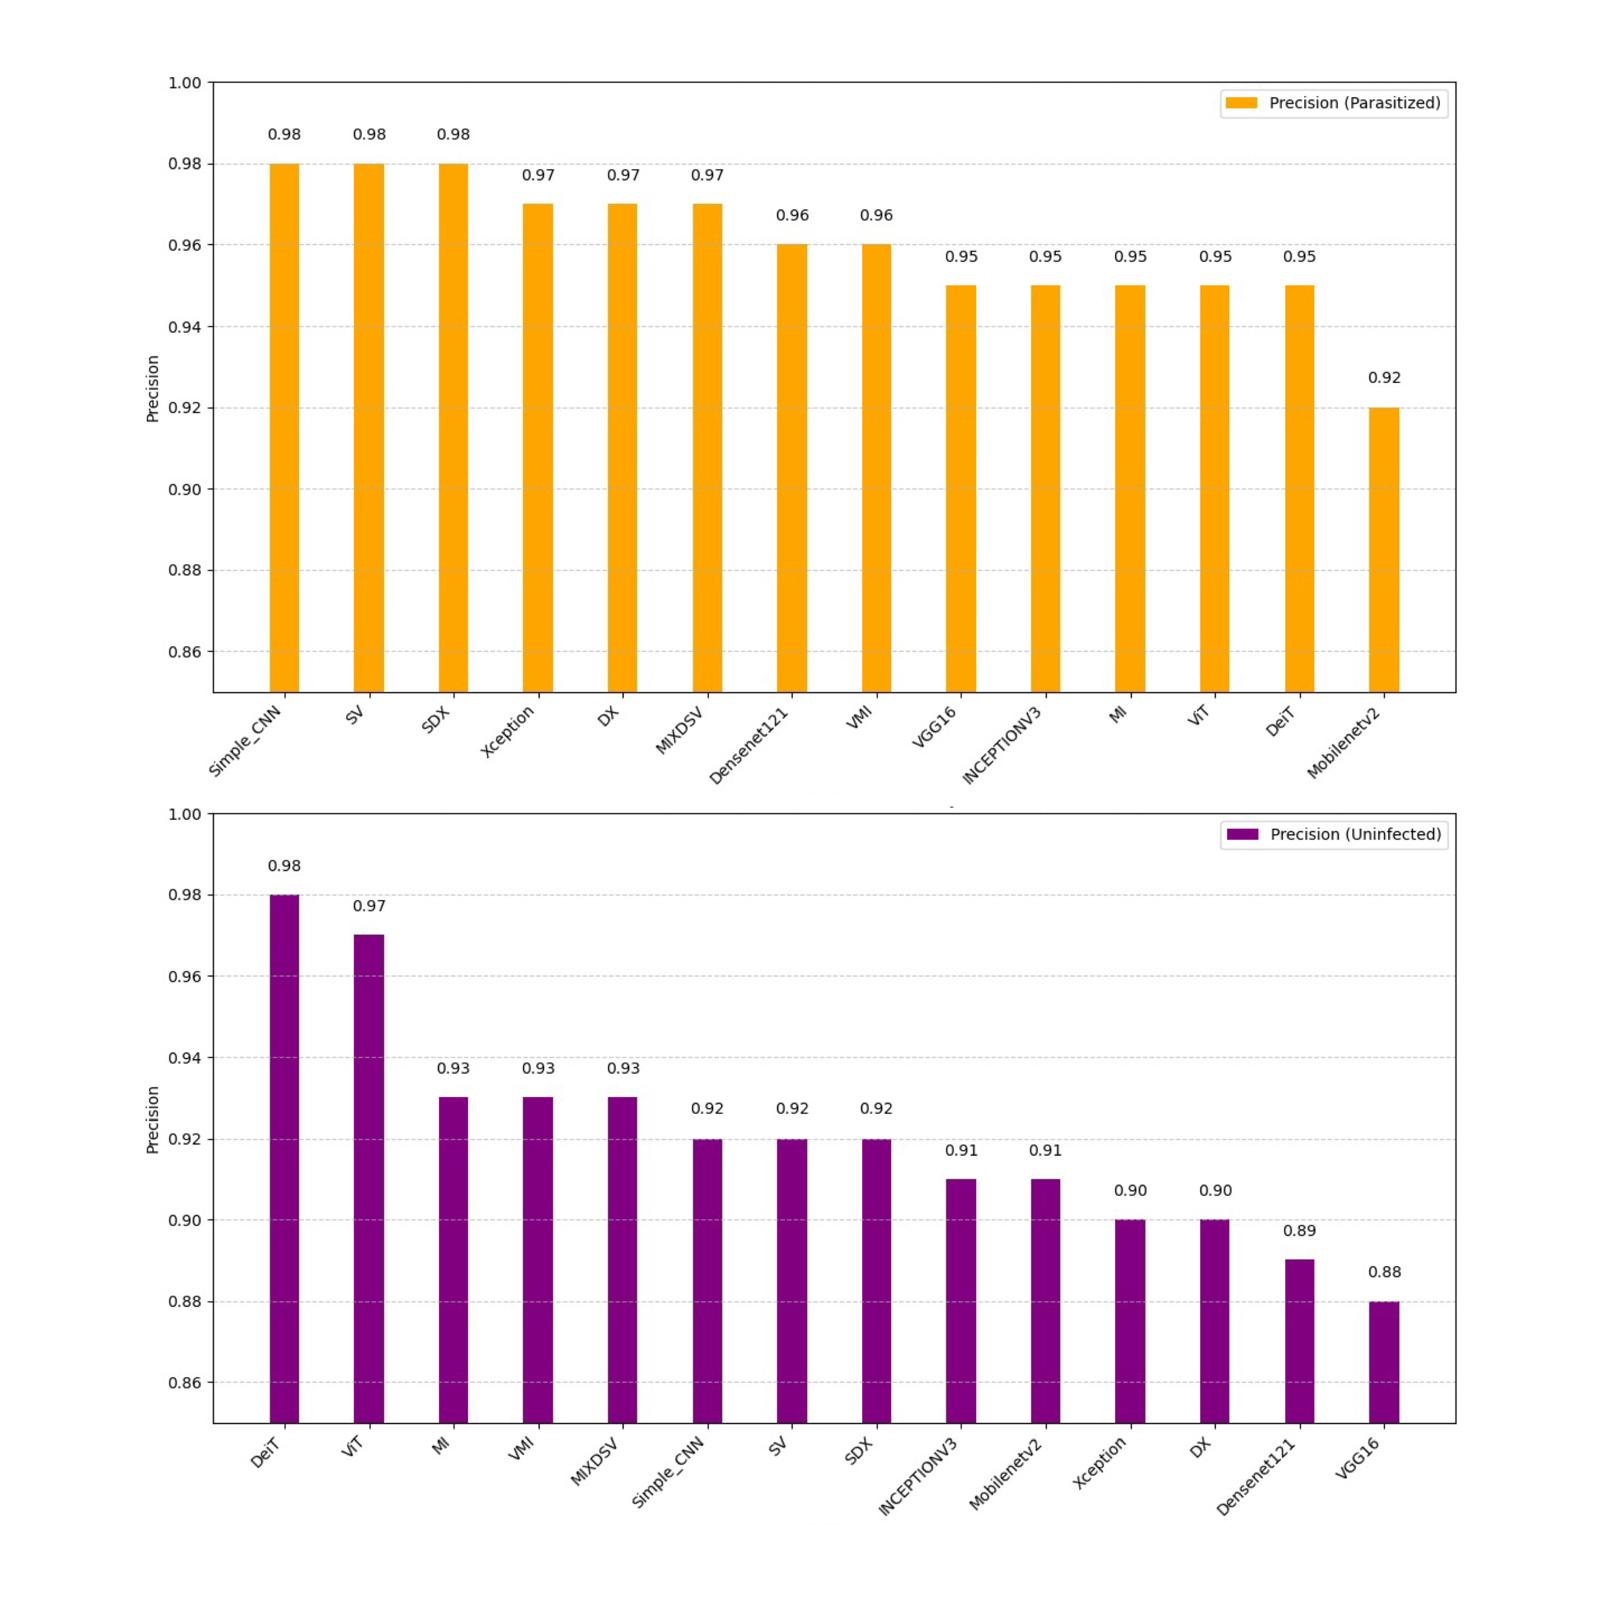 1.00
Precision (Parasitized)
0.98 0.98 0.98
0.98
0.97 0.97 0.97
0.96 0.96
0.96
0.95 0.95 0.95 0.95 0.95
0.94
0.92
0.92
0.90
0.88
0.86
Precision
Simple_CNN SV SDX Xception DX MIXDSV Densenet121 VMI VGG16 INCEPTIONV3 MI ViT DeiT Mobilenetv2
1.00
Precision (Uninfected)
0.98
0.98
0.97
0.96
0.94
0.93 0.93 0.93
0.92 0.92 0.92
0.92
0.91 0.91
0.90 0.90
0.90
0.89
0.88
0.88
0.86
Precision
DeiT ViT MI VMI MIXDSV Simple_CNN SV SDX INCEPTIONV3 Mobilenetv2 Xception DX Densenet121 VGG16